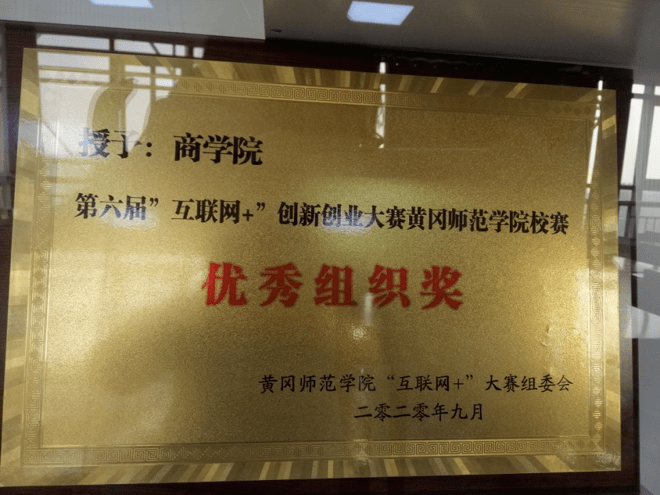 授予：商学院
第六届”互联网+”创新创业大赛黄冈师范学院校赛
优秀组织奖
黄冈师范学院“互联网+”大赛组委会
二零二零年九月